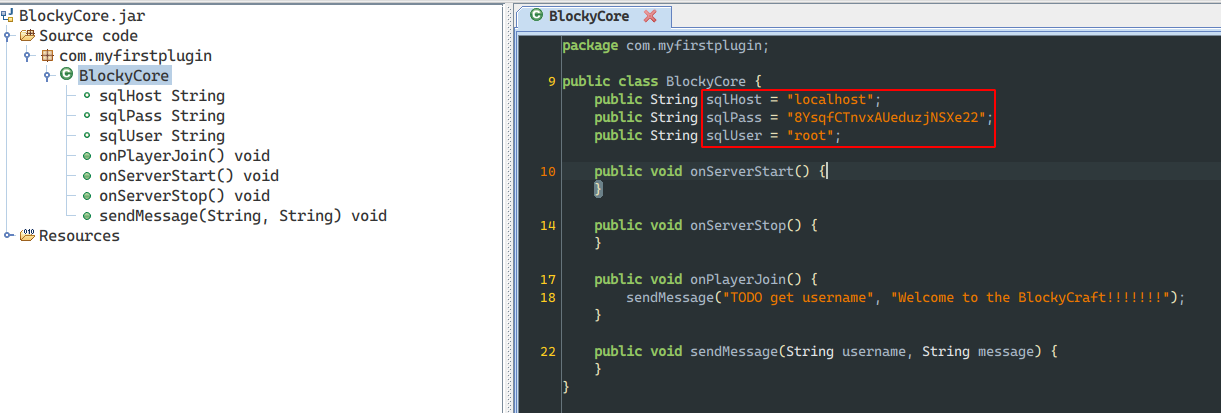 BlockyCore.jar
Source code
com.myfirstplugin
BlockyCore
sqlHost String
sqlPass String
sqlUser String
onPlayerJoin() void
onServerStart() void
onServerStop() void
sendMessage(String, String) void
Resources
BlockyCore
package com.myfirstplugin;
9 public class BlockyCore {
public String sqlHost = "localhost";
public String sqlPass = "8YsqfCTnvxAUeduzjNSXe22";
public String sqlUser = "root";
10 public void onServerStart() {
}
14 public void onServerStop() {
}
17 public void onPlayerJoin() {
18 sendMessage("TODO get username", "Welcome to the BlockyCraft!!!!!!!");
}
22 public void sendMessage(String username, String message) {
}
}